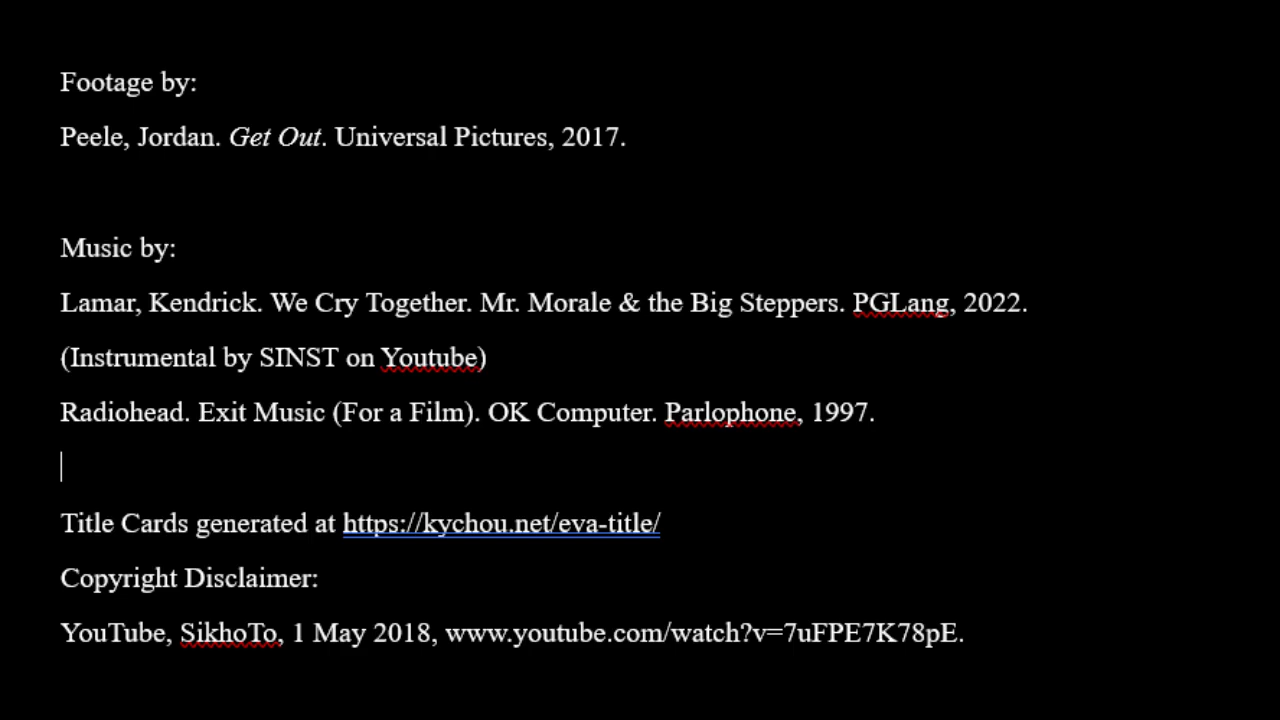 Footage by:
Peele, Jordan. Get Out. Universal Pictures, 2017.
Music by:
Lamar, Kendrick. We Cry Together. Mr. Morale & the Big Steppers. PGLang, 2022.
(Instrumental by SINST on Youtube)
Radiohead. Exit Music (For a Film). OK Computer. Parlophone, 1997.
Title Cards generated at https://kychou.net/eva-title/
Copyright Disclaimer:
YouTube, SikhoTo, 1 May 2018, www.youtube.com/watch?v=7uFPE7K78pE.